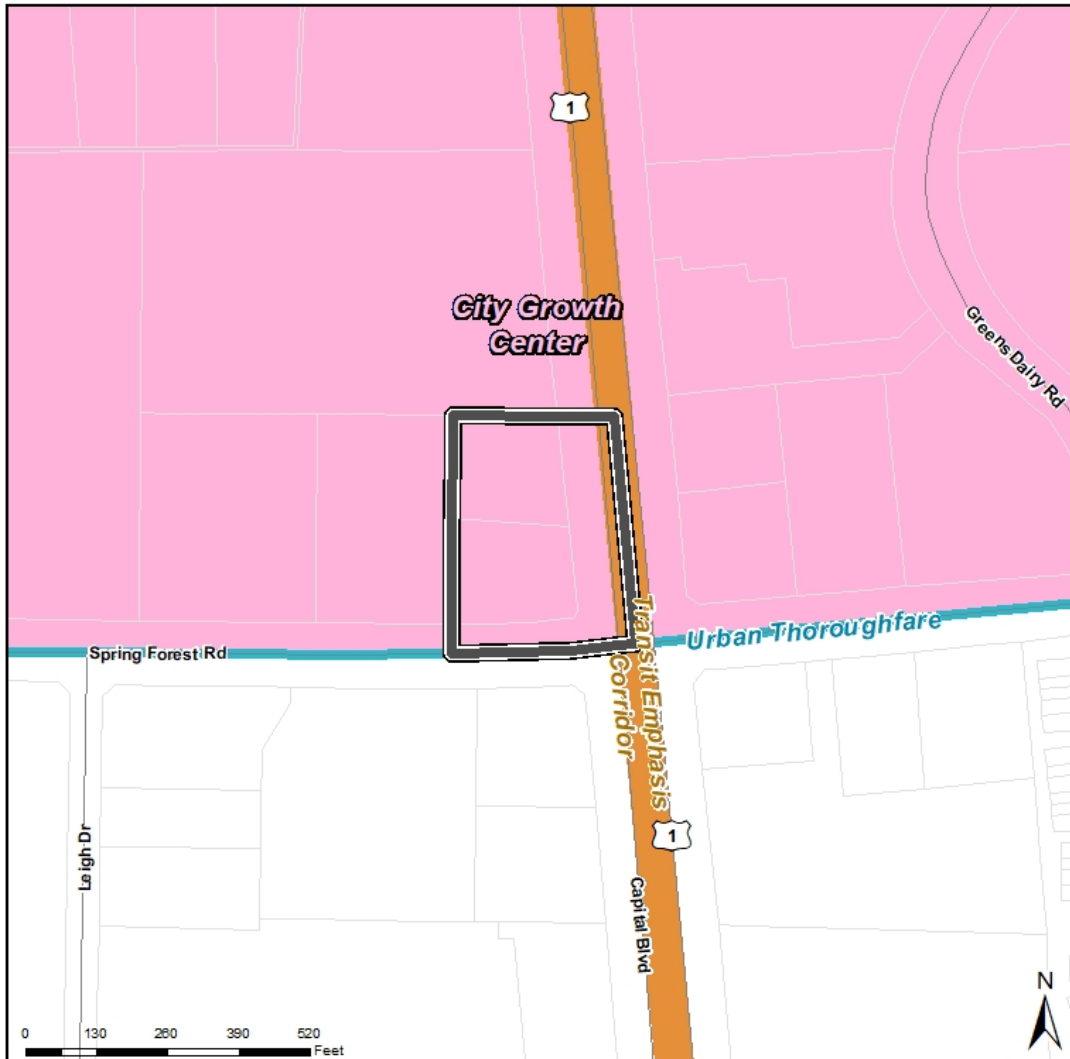 1
City Growth
Center
Greens Dairy Rd
Transit Emphasis
Corridor
Urban Thoroughfare
Spring Forest Rd
Leigh Dr
1
Capital Blvd
N
0 130 260 390 520
Feet